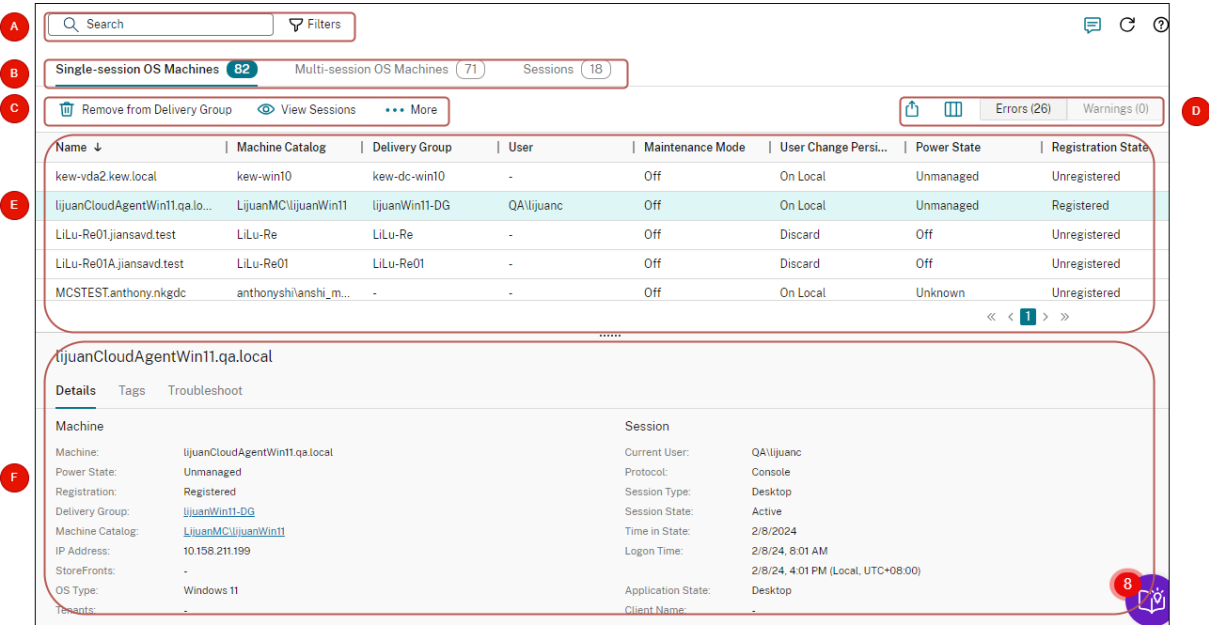 A
Search Filters
B
Single-session OS Machines 82 Multi-session OS Machines 71 Sessions 18
C
Remove from Delivery Group View Sessions ••• More Errors (26) Warnings (0)
D
Name ↓ Machine Catalog Delivery Group User Maintenance Mode User Change Persi... Power State Registration State
kew-vda2.kew.local kew-win10 kew-dc-win10 - Off On Local Unmanaged Unregistered
E
lijuanCloudAgentWin11.qa.lo... LijuanMC\lijuanWin11 lijuanWin11-DG QA\lijuanc Off On Local Unmanaged Registered
LiLu-Re01.jiansavd.test LiLu-Re LiLu-Re - Off Discard Off Unregistered
LiLu-Re01A.jiansavd.test LiLu-Re01 LiLu-Re01 - Off Discard Off Unregistered
MCSTEST.anthony.nkgdc anthonyshi\anshi_m... - - Off On Local Unknown Unregistered
« < 1 > »
lijuanCloudAgentWin11.qa.local
Details Tags Troubleshoot
Machine Session
Machine: lijuanCloudAgentWin11.qa.local Current User: QA\lijuanc
Power State: Unmanaged Protocol: Console
F
Registration: Registered Session Type: Desktop
Delivery Group: lijuanWin11-DG Session State: Active
Machine Catalog: LijuanMC\lijuanWin11 Time in State: 2/8/2024
IP Address: 10.158.211.199 Logon Time: 2/8/24, 8:01 AM
StoreFronts: - 2/8/24, 4:01 PM (Local, UTC+08:00)
OS Type: Windows 11 Application State: Desktop
8
Tenants: - Client Name: -